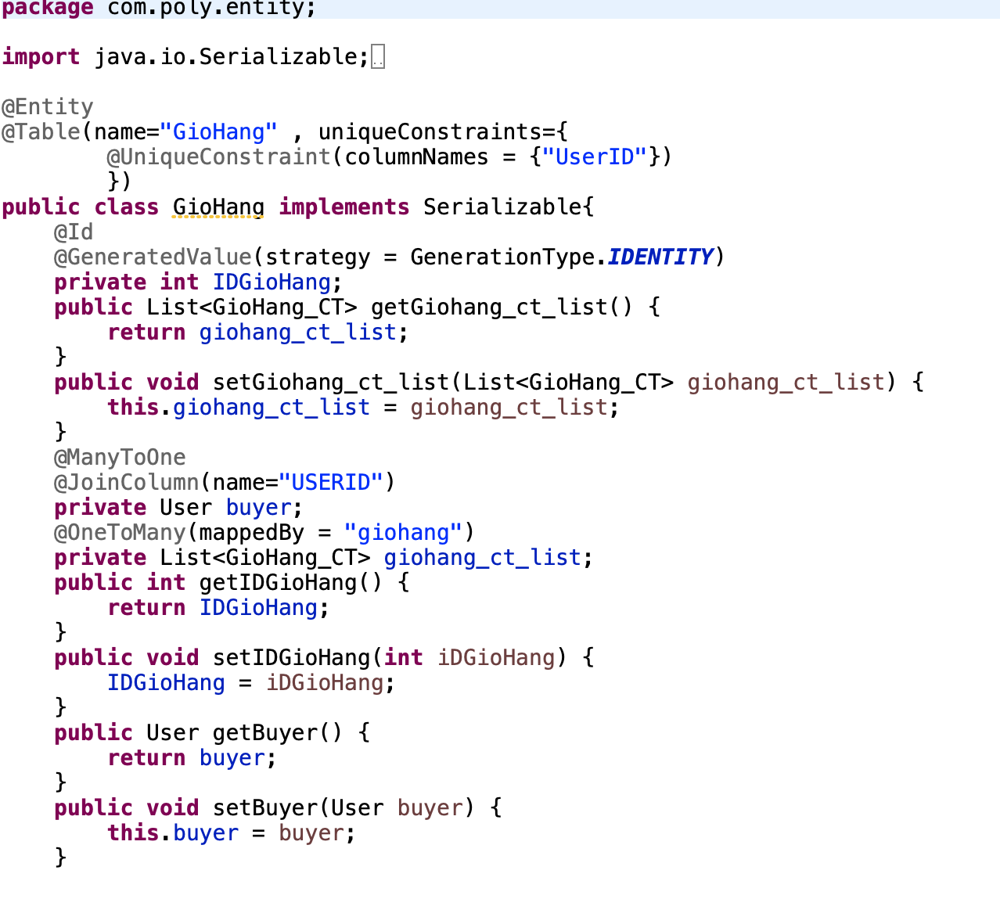 package com.poly.entity;
import java.io.Serializable;
@Entity
@Table(name="GioHang" , uniqueConstraints={
        @UniqueConstraint(columnNames = {"UserID"})
        })
public class GioHang implements Serializable{
    @Id
    @GeneratedValue(strategy = GenerationType.IDENTITY)
    private int IDGioHang;
    public List<GioHang_CT> getGiohang_ct_list() {
        return giohang_ct_list;
    }
    public void setGiohang_ct_list(List<GioHang_CT> giohang_ct_list) {
        this.giohang_ct_list = giohang_ct_list;
    }
    @ManyToOne
    @JoinColumn(name="USERID")
    private User buyer;
    @OneToMany(mappedBy = "giohang")
    private List<GioHang_CT> giohang_ct_list;
    public int getIDGioHang() {
        return IDGioHang;
    }
    public void setIDGioHang(int iDGioHang) {
        IDGioHang = iDGioHang;
    }
    public User getBuyer() {
        return buyer;
    }
    public void setBuyer(User buyer) {
        this.buyer = buyer;
    }